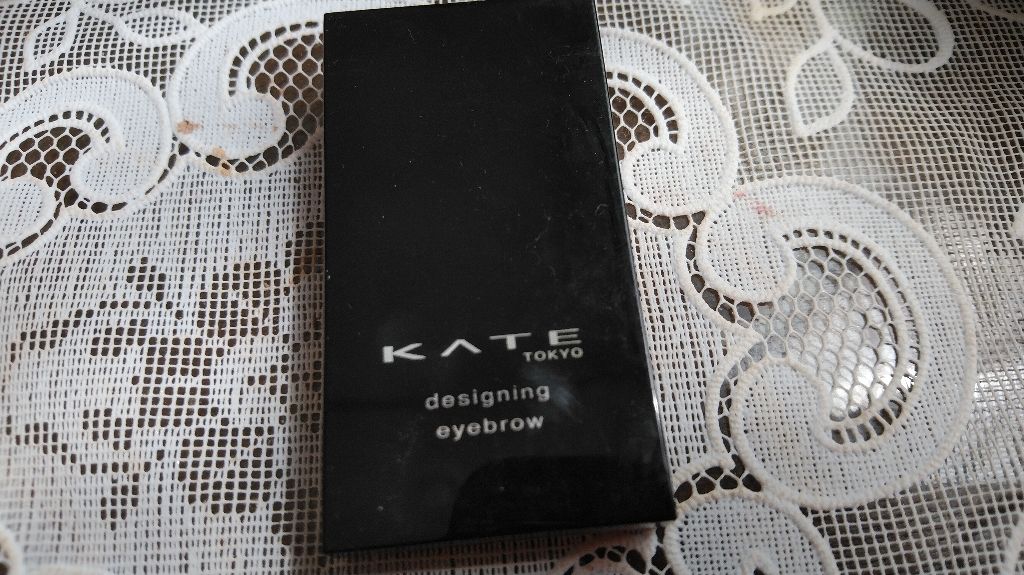 KATE
TOKYO
designing
eyebrow